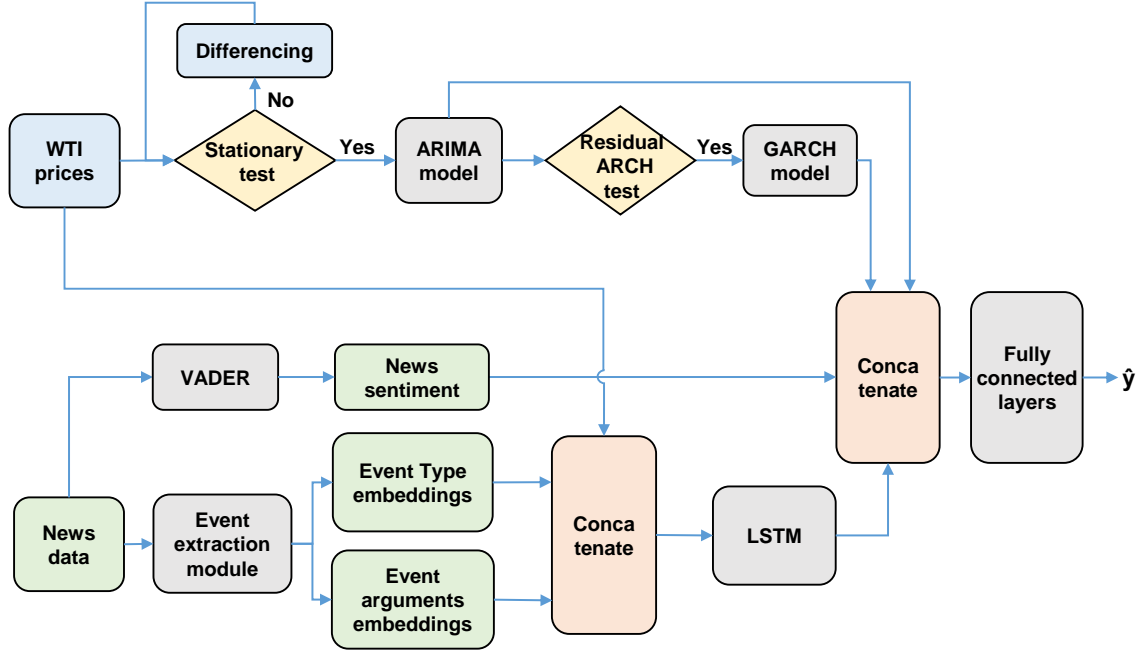 Differencing
No
WTI
prices
Stationary
test
Yes
ARIMA
model
Residual
ARCH
test
Yes
GARCH
model
VADER
News
sentiment
Conca
tenate
Fully
connected
layers
ŷ
Event Type
embeddings
News
data
Event
extraction
module
Conca
tenate
LSTM
Event
arguments
embeddings